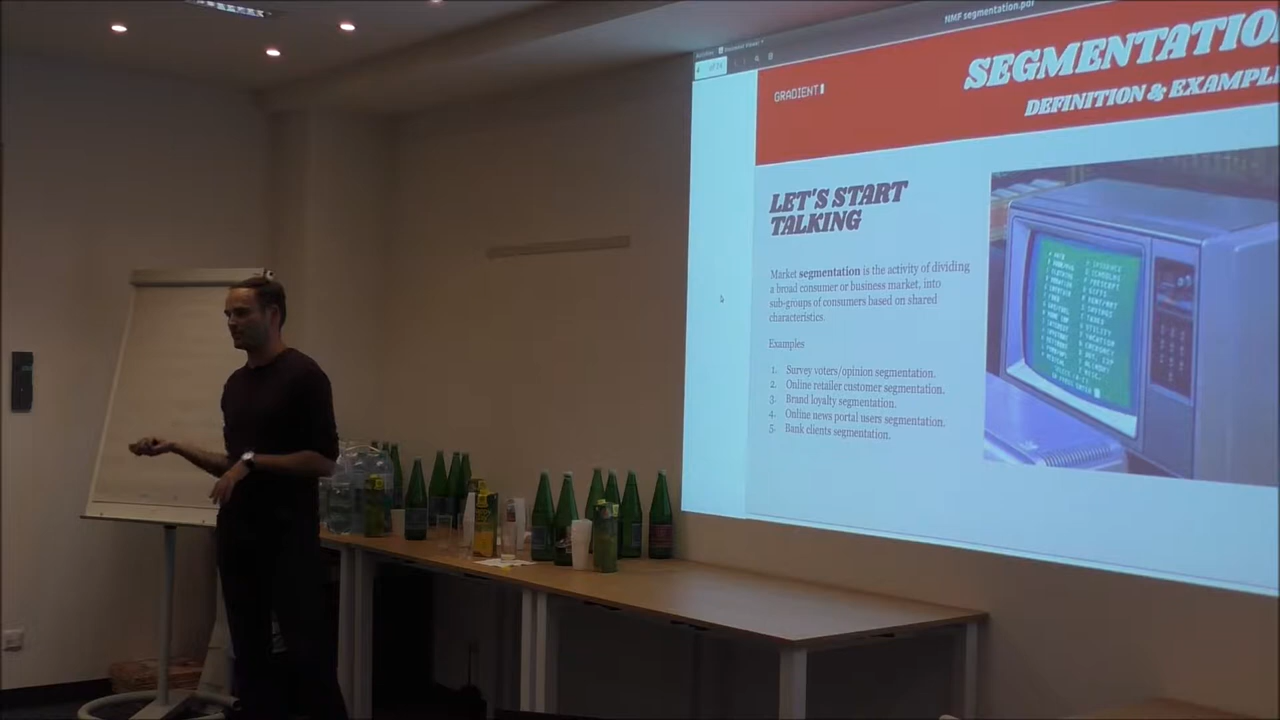 NMF segmentation.pdf
GRADIENT
SEGMENTATIO
DEFINITION & EXAMPL
LET'S START
TALKING
Market segmentation is the activity of dividing
a broad consumer or business market, into
sub-groups of consumers based on shared
characteristics.
Examples
1. Survey voters/opinion segmentation.
2. Online retailer customer segmentation.
3. Brand loyalty segmentation.
4. Online news portal users segmentation.
5. Bank clients segmentation.